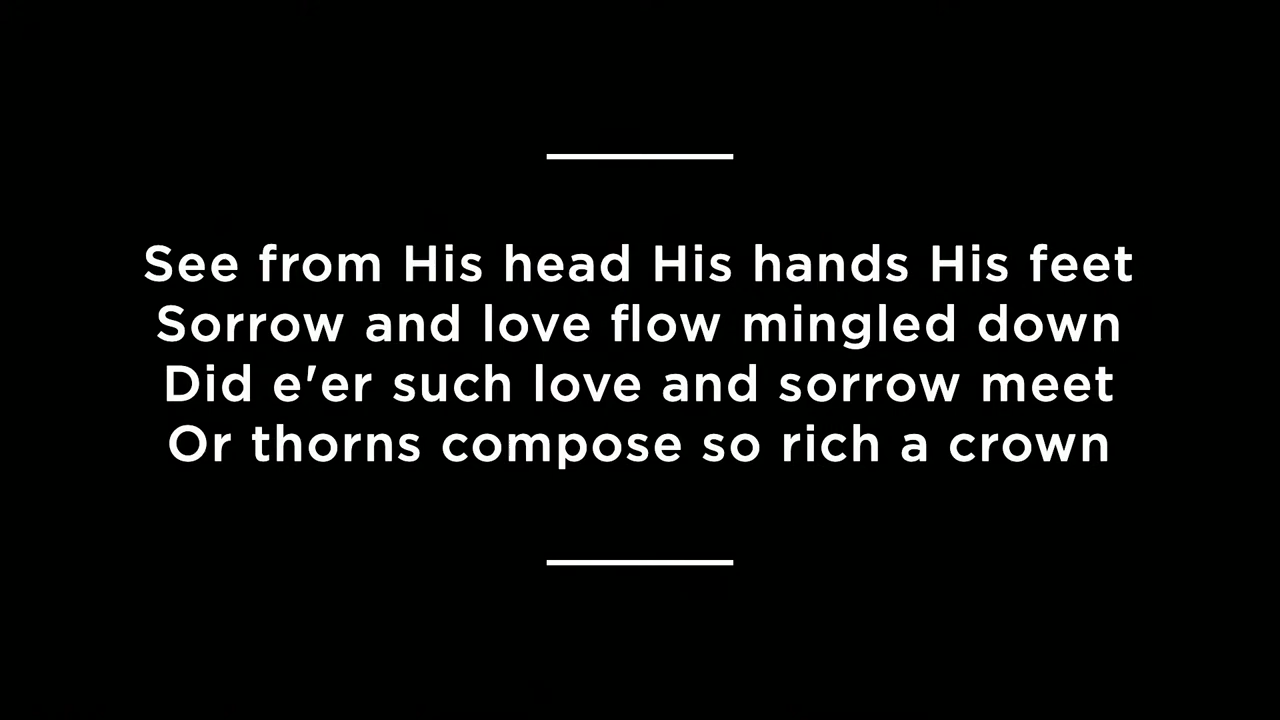 See from His head His hands His feet
Sorrow and love flow mingled down
Did e'er such love and sorrow meet
Or thorns compose so rich a crown